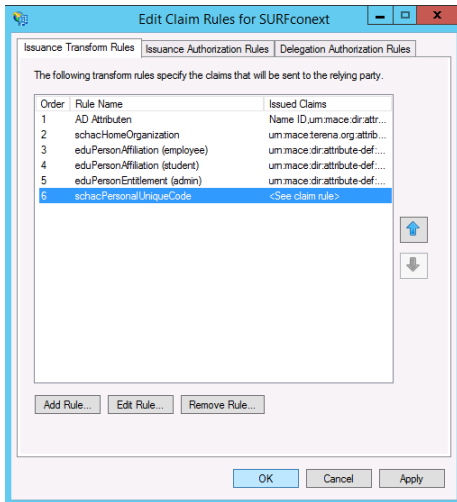 Edit Claim Rules for SURFconext
Issuance Transform Rules Issuance Authorization Rules Delegation Authorization Rules
The following transform rules specify the claims that will be sent to the relying party.
Order Rule Name Issued Claims
1 AD Attributen Name ID,urn:mace:dir:attr...
2 schacHomeOrganization urn:mace:terena.org:attrib...
3 eduPersonAffiliation (employee) urn:mace:dir:attribute-def:...
4 eduPersonAffiliation (student) urn:mace:dir:attribute-def:...
5 eduPersonEntitlement (admin) urn:mace:dir:attribute-def:...
6 schacPersonalUniqueCode <See claim rule>
Add Rule... Edit Rule... Remove Rule...
OK Cancel Apply